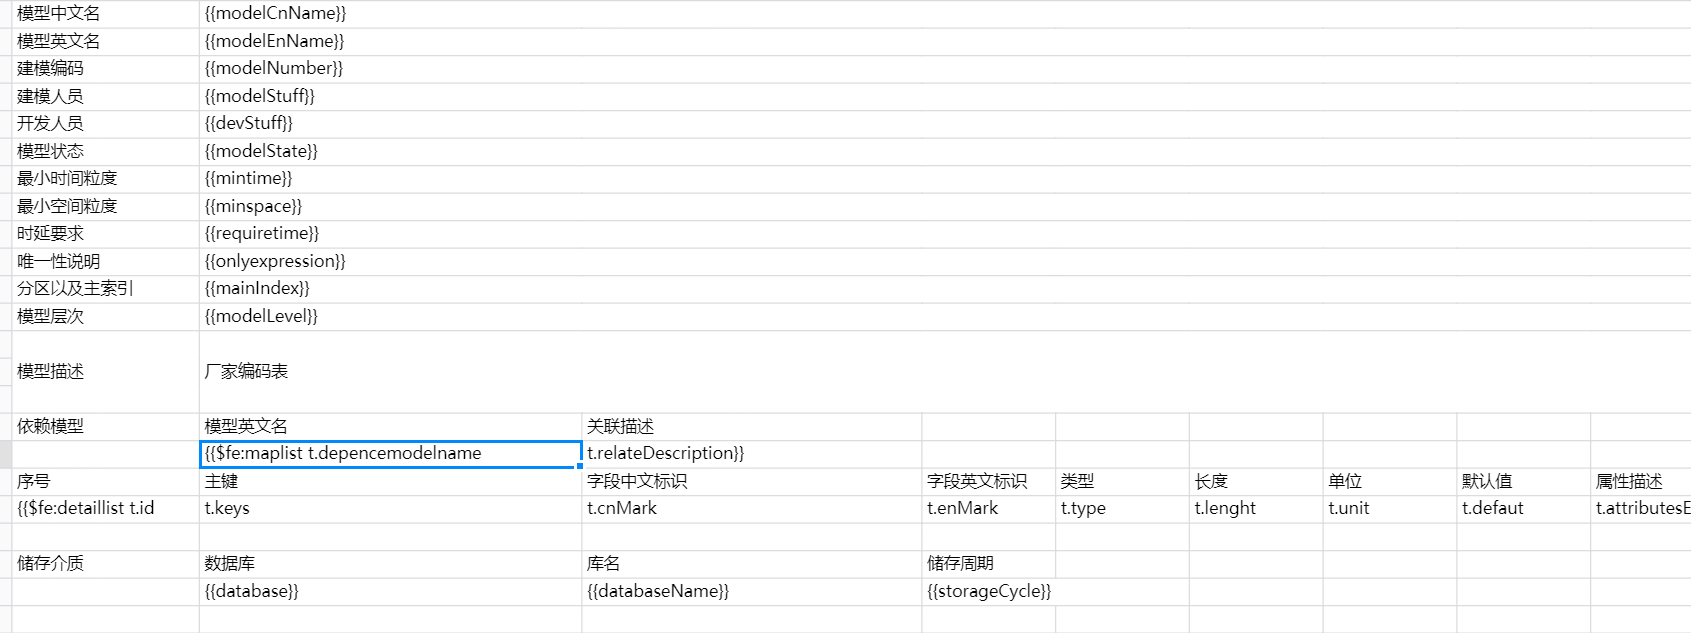 模型中文名 {{modelCnName}}
模型英文名 {{modelEnName}}
建模编码 {{modelNumber}}
建模人员 {{modelStuff}}
开发人员 {{devStuff}}
模型状态 {{modelState}}
最小时间粒度 {{mintime}}
最小空间粒度 {{minspace}}
时延要求 {{requiretime}}
唯一性说明 {{onlyexpression}}
分区以及主索引 {{mainIndex}}
模型层次 {{modelLevel}}
模型描述 厂家编码表
依赖模型 模型英文名 关联描述
{{$fe:maplist t.depencemodelname t.relateDescription}}
序号 主键 字段中文标识 字段英文标识 类型 长度 单位 默认值 属性描述
{{$fe:detaillist t.id t.keys t.cnMark t.enMark t.type t.lenght t.unit t.defaut t.attributesE
储存介质 数据库 库名 储存周期
{{database}} {{databaseName}} {{storageCycle}}